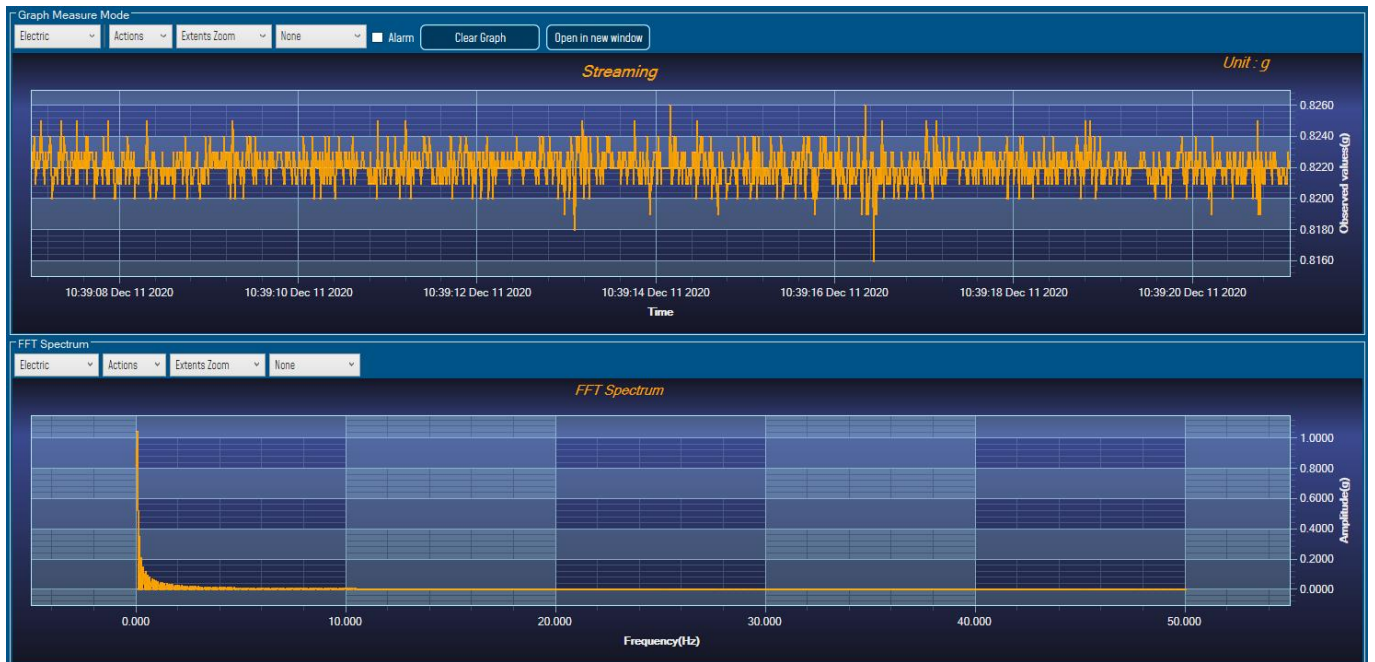 Graph Measure Mode
Electric Actions Extents Zoom None Alarm Clear Graph Open in new window
Streaming
Unit : g
0.8260
0.8240
0.8220
0.8200
0.8180
0.8160
Observed values(g)
10:39:08 Dec 11 2020 10:39:10 Dec 11 2020 10:39:12 Dec 11 2020 10:39:14 Dec 11 2020 10:39:16 Dec 11 2020 10:39:18 Dec 11 2020 10:39:20 Dec 11 2020
Time
FFT Spectrum
Electric Actions Extents Zoom None
FFT Spectrum
1.0000
0.8000
0.6000
0.4000
0.2000
0.0000
Amplitude(g)
0.000 10.000 20.000 30.000 40.000 50.000
Frequency(Hz)